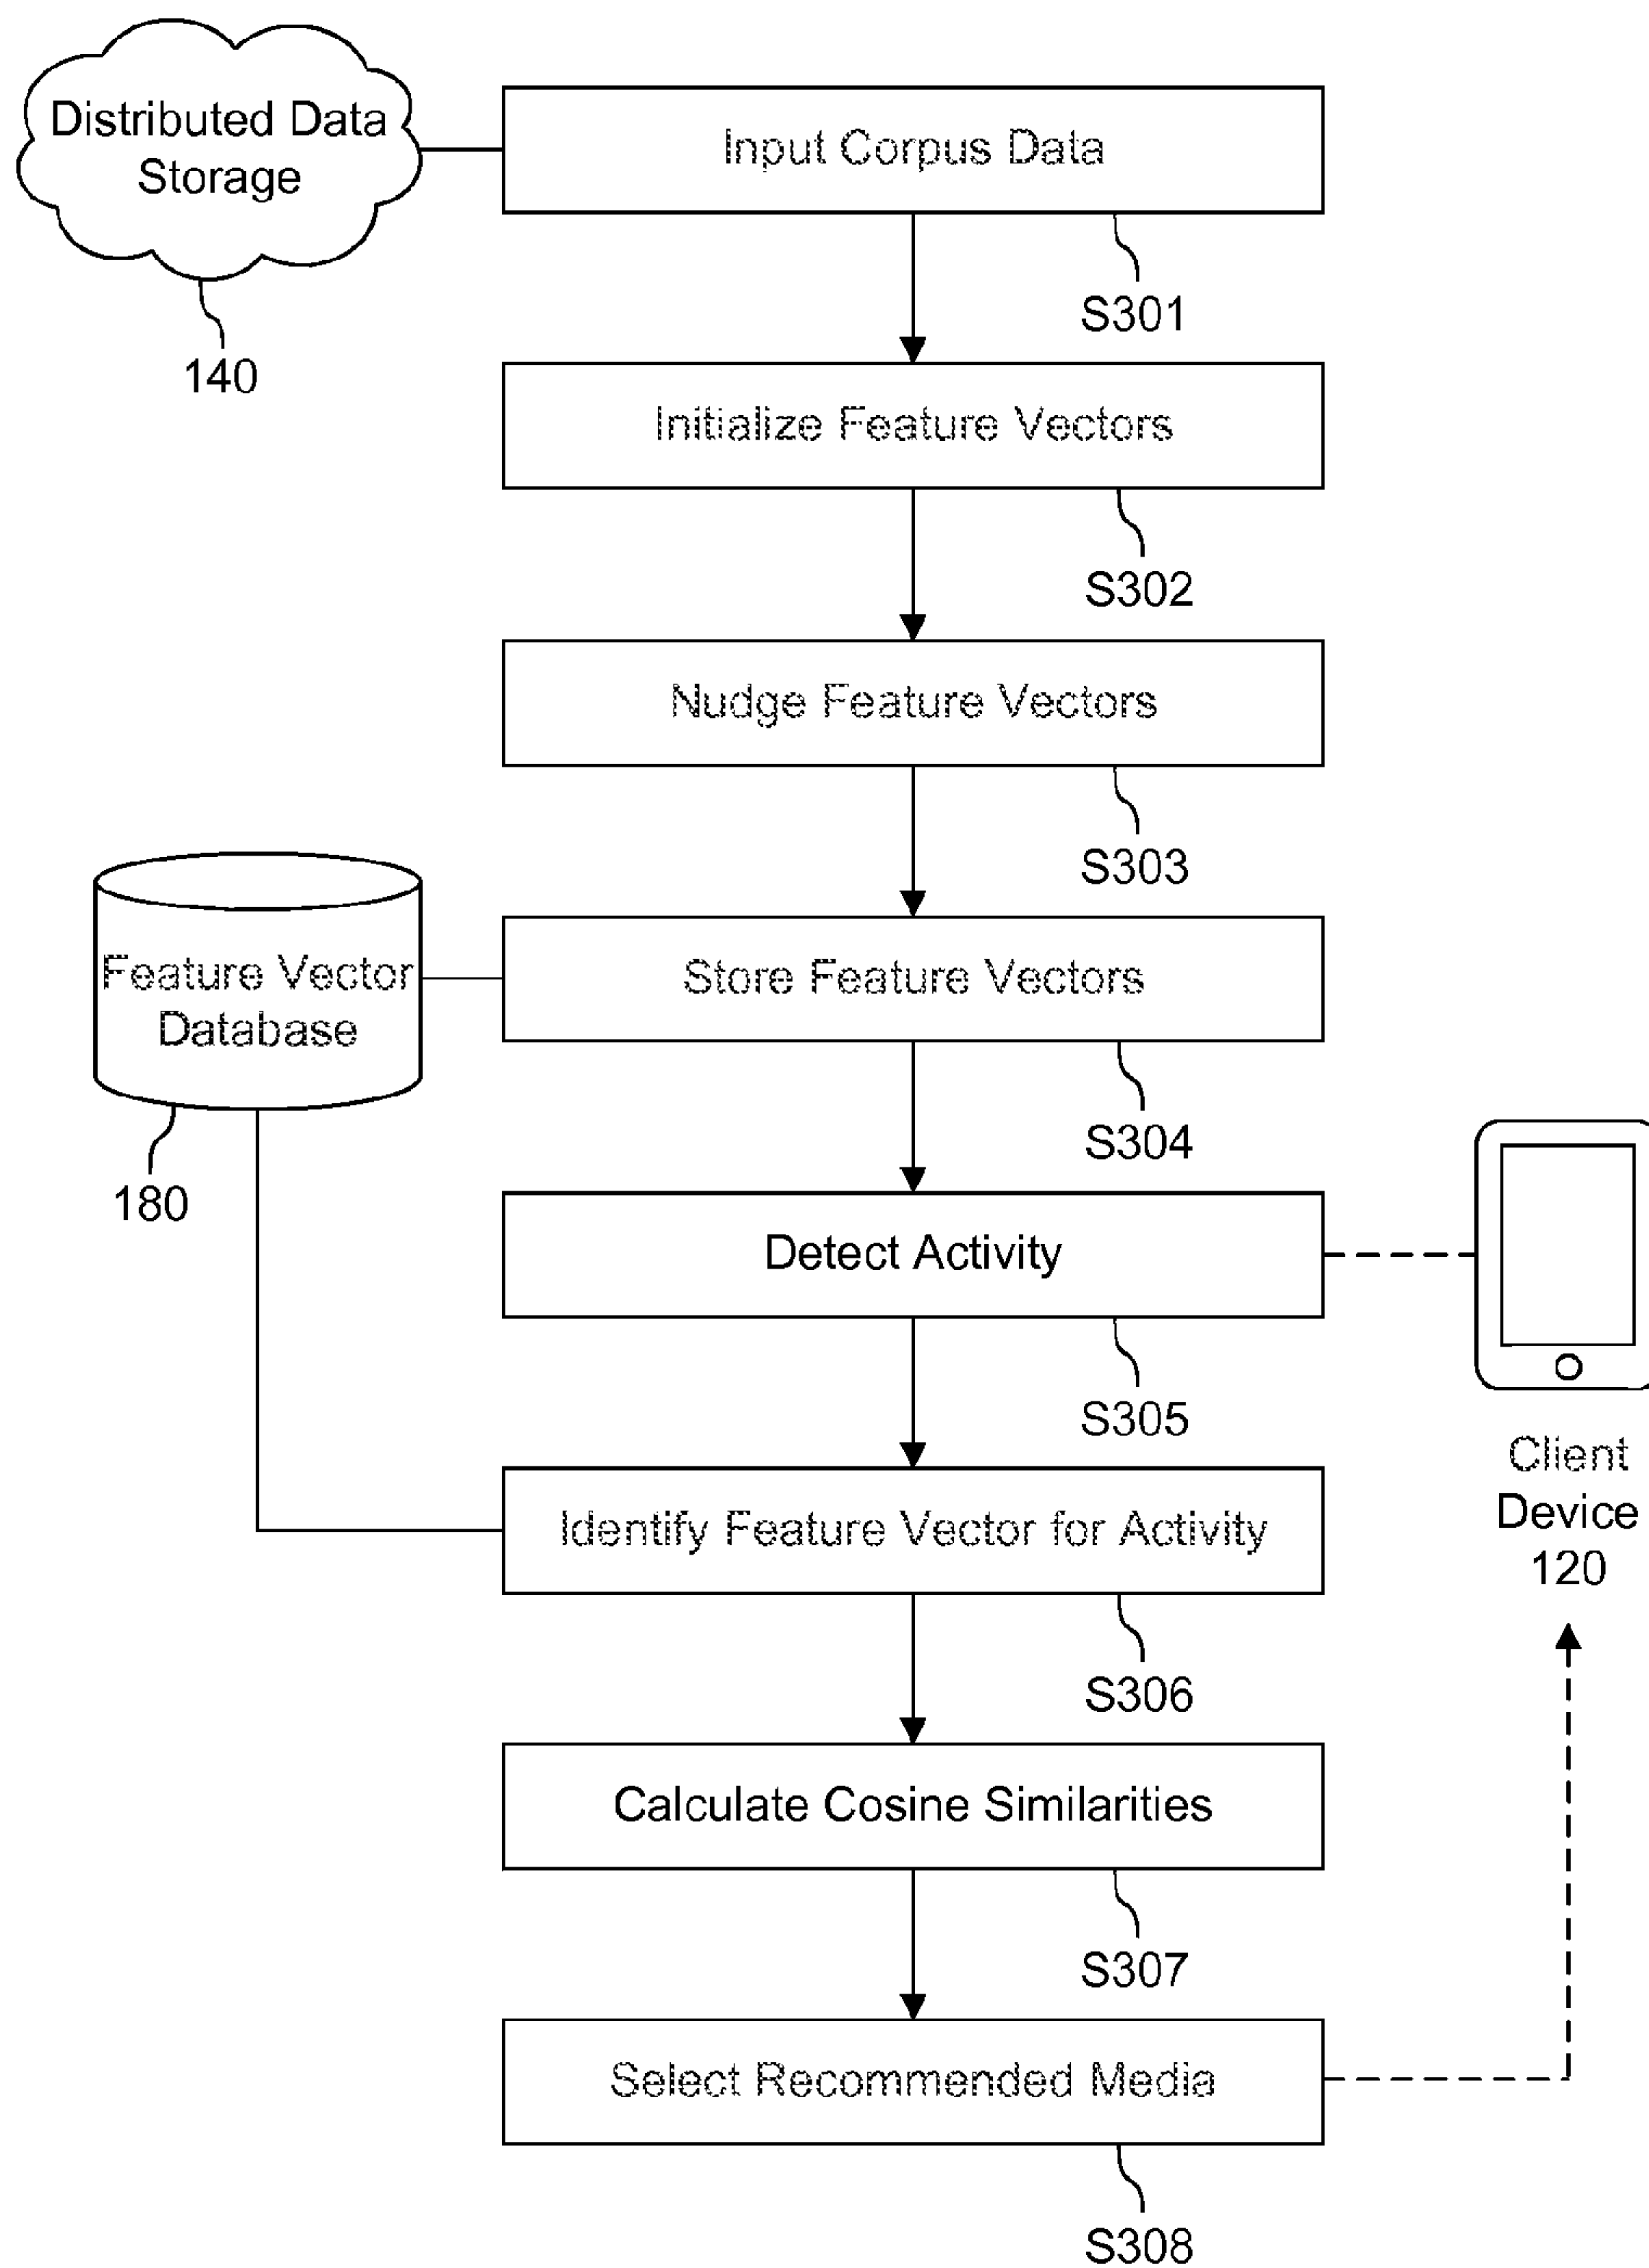 Distributed Data
Storage
140
Input Corpus Data
S301
Initialize Feature Vectors
S302
Nudge Feature Vectors
S303
Feature Vector
Database
180
Store Feature Vectors
S304
Detect Activity
S305
Client
Device
120
Identify Feature Vector for Activity
S306
Calculate Cosine Similarities
S307
Select Recommended Media
S308